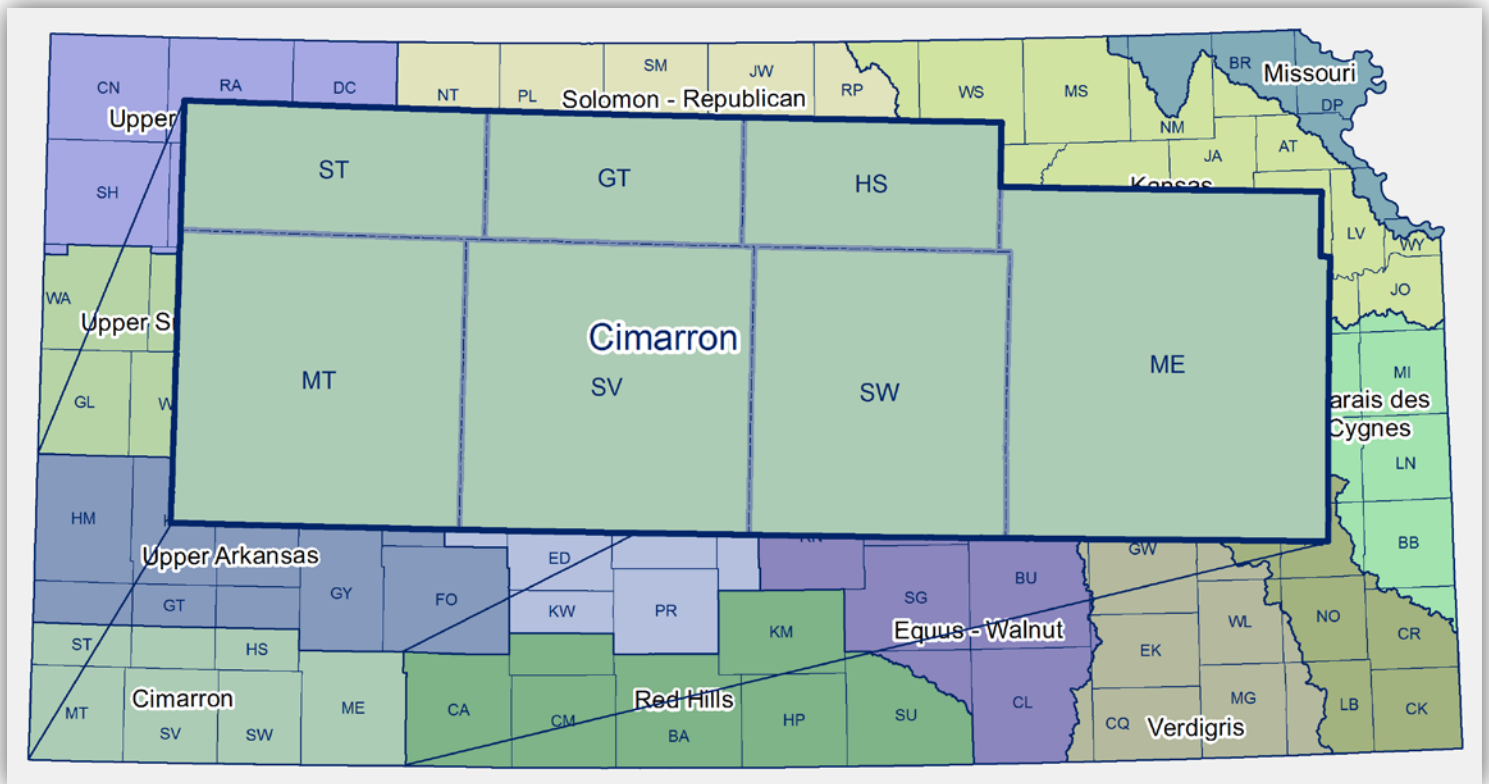 SM
BR
Missouri
JW
CN
RA
DC
NT
PL
Solomon - Republican
RP
WS
MS
DP
Upper
NM
JA
AT
ST
GT
HS
Kansas
SH
LV
WY
JO
WA
Upper
Cimarron
ME
MI
MT
SV
SW
GL
W
arais des
Cygnes
LN
HM
BB
Upper Arkansas
ED
GW
BU
GT
GY
FO
KW
PR
SG
NO
WL
CR
KM
Equus - Walnut
ST
HS
EK
Cimarron
Red Hills
MT
ME
CA
CM
HP
SU
CL
MG
LB
CK
SV
SW
BA
CQ
Verdigris